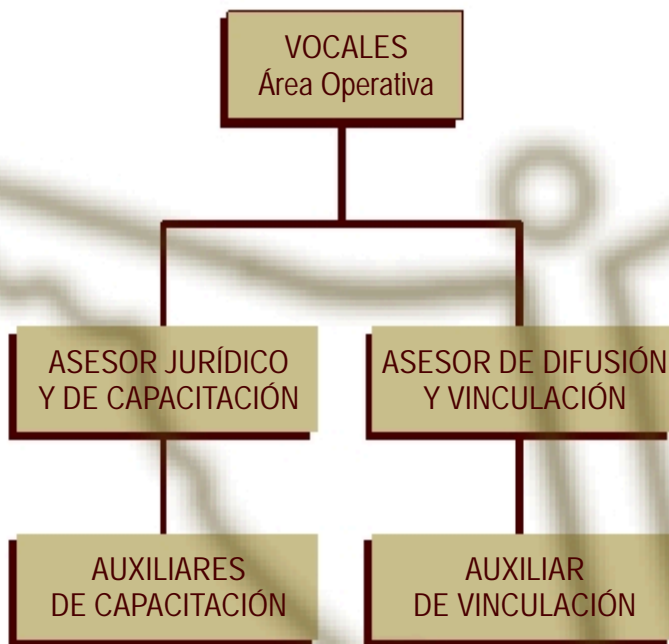 VOCALES
Área Operativa
ASESOR JURÍDICO
Y DE CAPACITACIÓN
ASESOR DE DIFUSIÓN
Y VINCULACIÓN
AUXILIARES
DE CAPACITACIÓN
AUXILIAR
DE VINCULACIÓN